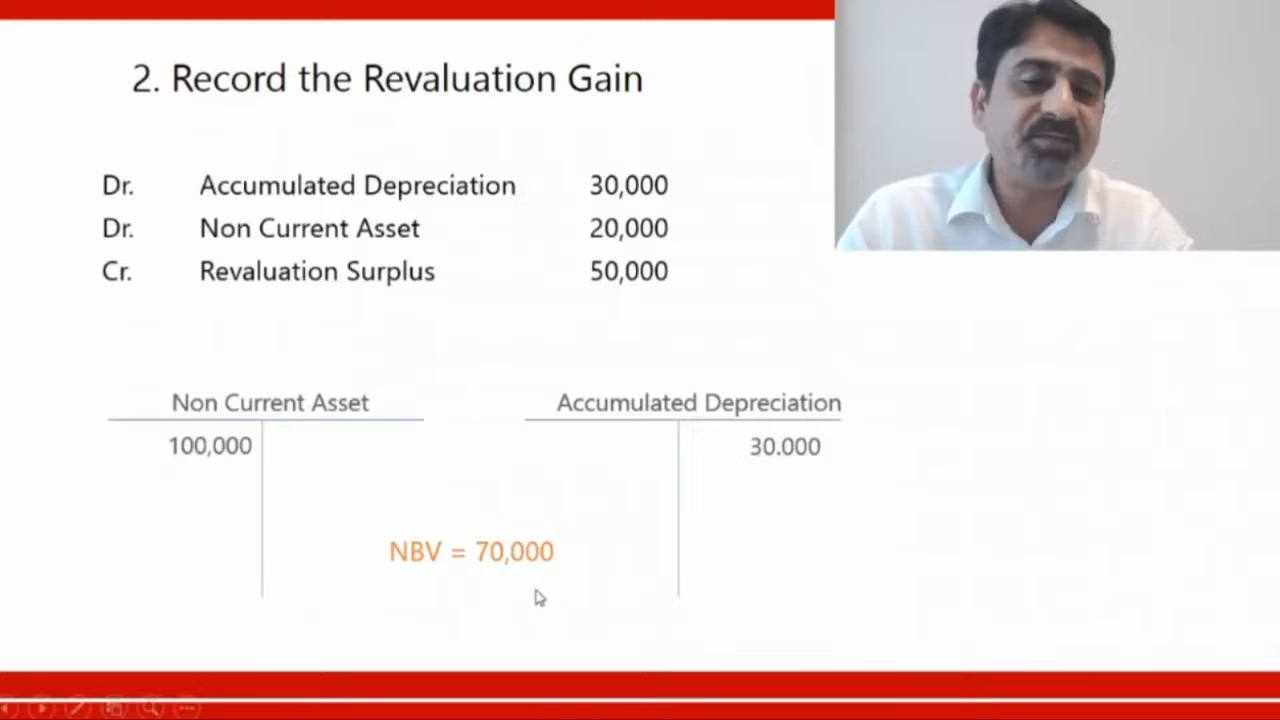 2. Record the Revaluation Gain
Dr. Accumulated Depreciation 30,000
Dr. Non Current Asset 20,000
Cr. Revaluation Surplus 50,000
Non Current Asset Accumulated Depreciation
100,000 30.000
NBV = 70,000